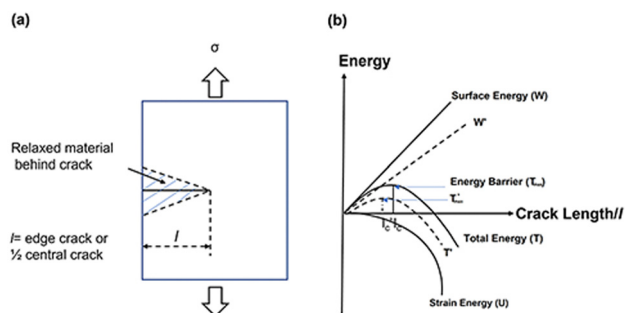 (a)
σ
Relaxed material
behind crack
l
l= edge crack or
½ central crack
(b)
Energy
Surface Energy (W)
W'
Energy Barrier (
Crack Length/l
Total Energy (T)
T'
Strain Energy (U)